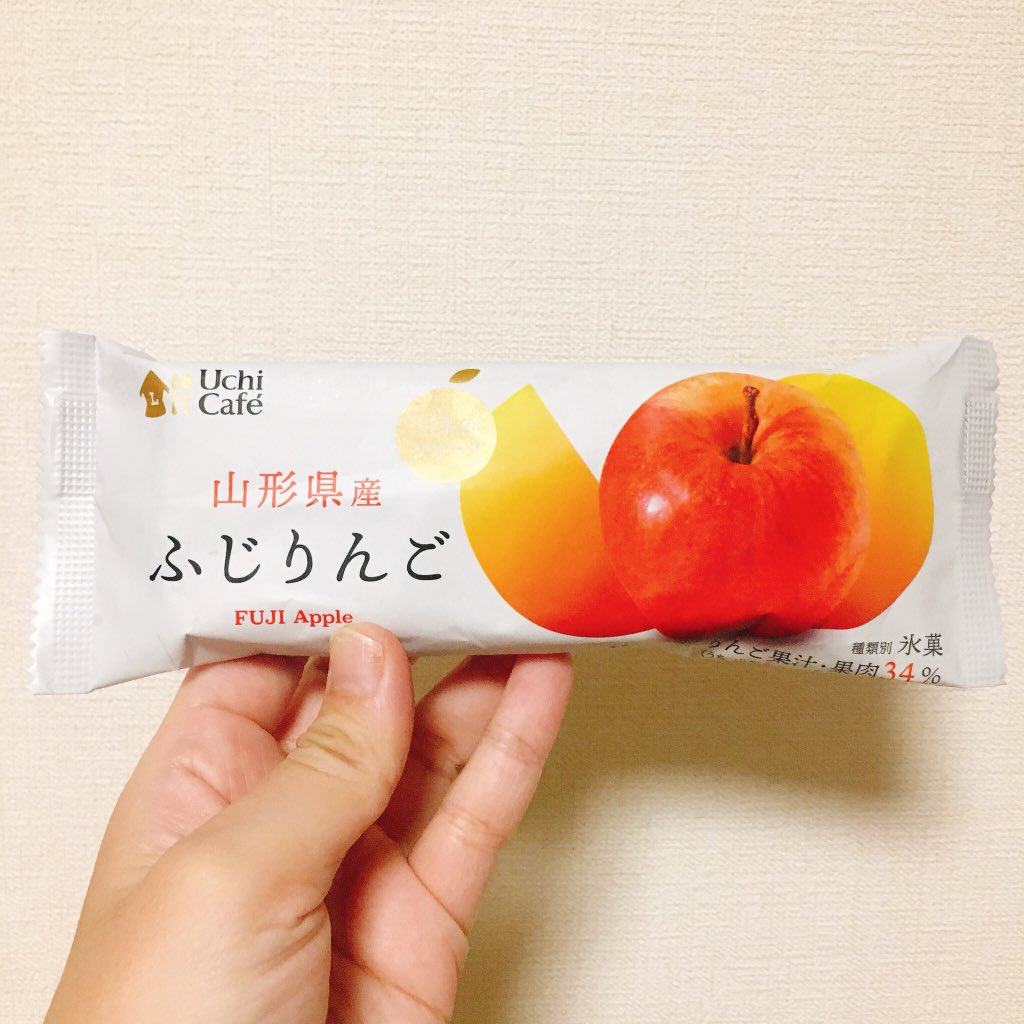 Uchi
Café
山形県産
ふじりんご
FUJI Apple
種類別 氷菓
りんご果汁・果肉34%